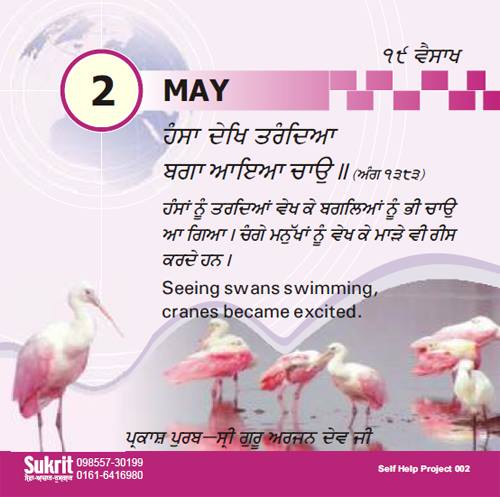 ੧੯ ਵੈਸਾਖ
2 MAY
ਹੰਸਾ ਦੇਖਿ ਤਰੰਦਿਆ
ਬਗਾ ਆਇਆ ਚਾਉ ॥ (ਅੰਗ ੧੩੮੩)
ਹੰਸਾਂ ਨੂੰ ਤਰਦਿਆਂ ਵੇਖ ਕੇ ਬਗਲਿਆਂ ਨੂੰ ਭੀ ਚਾਉ
ਆ ਗਿਆ । ਚੰਗੇ ਮਨੁੱਖਾਂ ਨੂੰ ਵੇਖ ਕੇ ਮਾੜੇ ਵੀ ਰੀਸ
ਕਰਦੇ ਹਨ ।
Seeing swans swimming,
cranes became excited.
ਪ੍ਰਕਾਸ਼ ਪੁਰਬ—ਸ੍ਰੀ ਗੁਰੂ ਅਰਜਨ ਦੇਵ ਜੀ
Sukrit 098557-30199
0161-6416980
Self Help Project 002